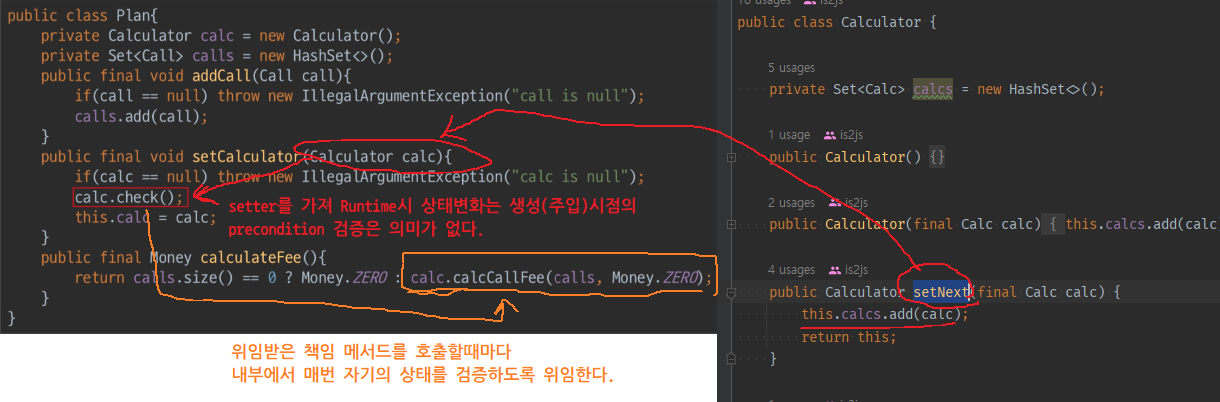 public class Plan{
    private Calculator calc = new Calculator();
    private Set<Call> calls = new HashSet<>();
    public final void addCall(Call call){
        if(call == null) throw new IllegalArgumentException("call is null");
        calls.add(call);
    }
    public final void setCalculator(Calculator calc){
        if(calc == null) throw new IllegalArgumentException("calc is null");
        calc.check();
        this.calc = calc;
    }
    public final Money calculateFee(){
        return calls.size() == 0 ? Money.ZERO : calc.calcCallFee(calls, Money.ZERO);
    }
}
setter를 가져 Runtime시 상태변화는 생성(주입)시점의
precondition 검증은 의미가 없다.
위임받은 책임 메서드를 호출할때마다
내부에서 매번 자기의 상태를 검증하도록 위임한다.
10 usages is2js
public class Calculator {
5 usages
private Set<Calc> calcs = new HashSet<>();
1 usage is2js
public Calculator() {}
2 usages is2js
public Calculator(final Calc calc) { this.calcs.add(calc
4 usages is2js
public Calculator setNext(final Calc calc) {
    this.calcs.add(calc);
    return this;
}
is2js